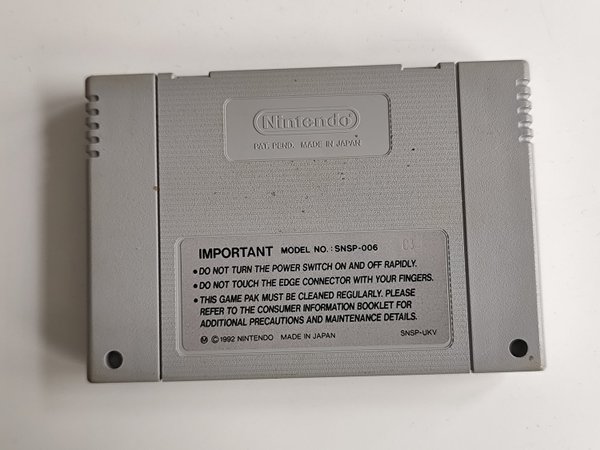 Nintendo®
PAT. PEND. MADE IN JAPAN
IMPORTANT MODEL NO.: SNSP-006
• DO NOT TURN THE POWER SWITCH ON AND OFF RAPIDLY.
• DO NOT TOUCH THE EDGE CONNECTOR WITH YOUR FINGERS.
• THIS GAME PAK MUST BE CLEANED REGULARLY. PLEASE
REFER TO THE CONSUMER INFORMATION BOOKLET FOR
ADDITIONAL PRECAUTIONS AND MAINTENANCE DETAILS.
Ⓜ ©1992 NINTENDO MADE IN JAPAN SNSP-UKV